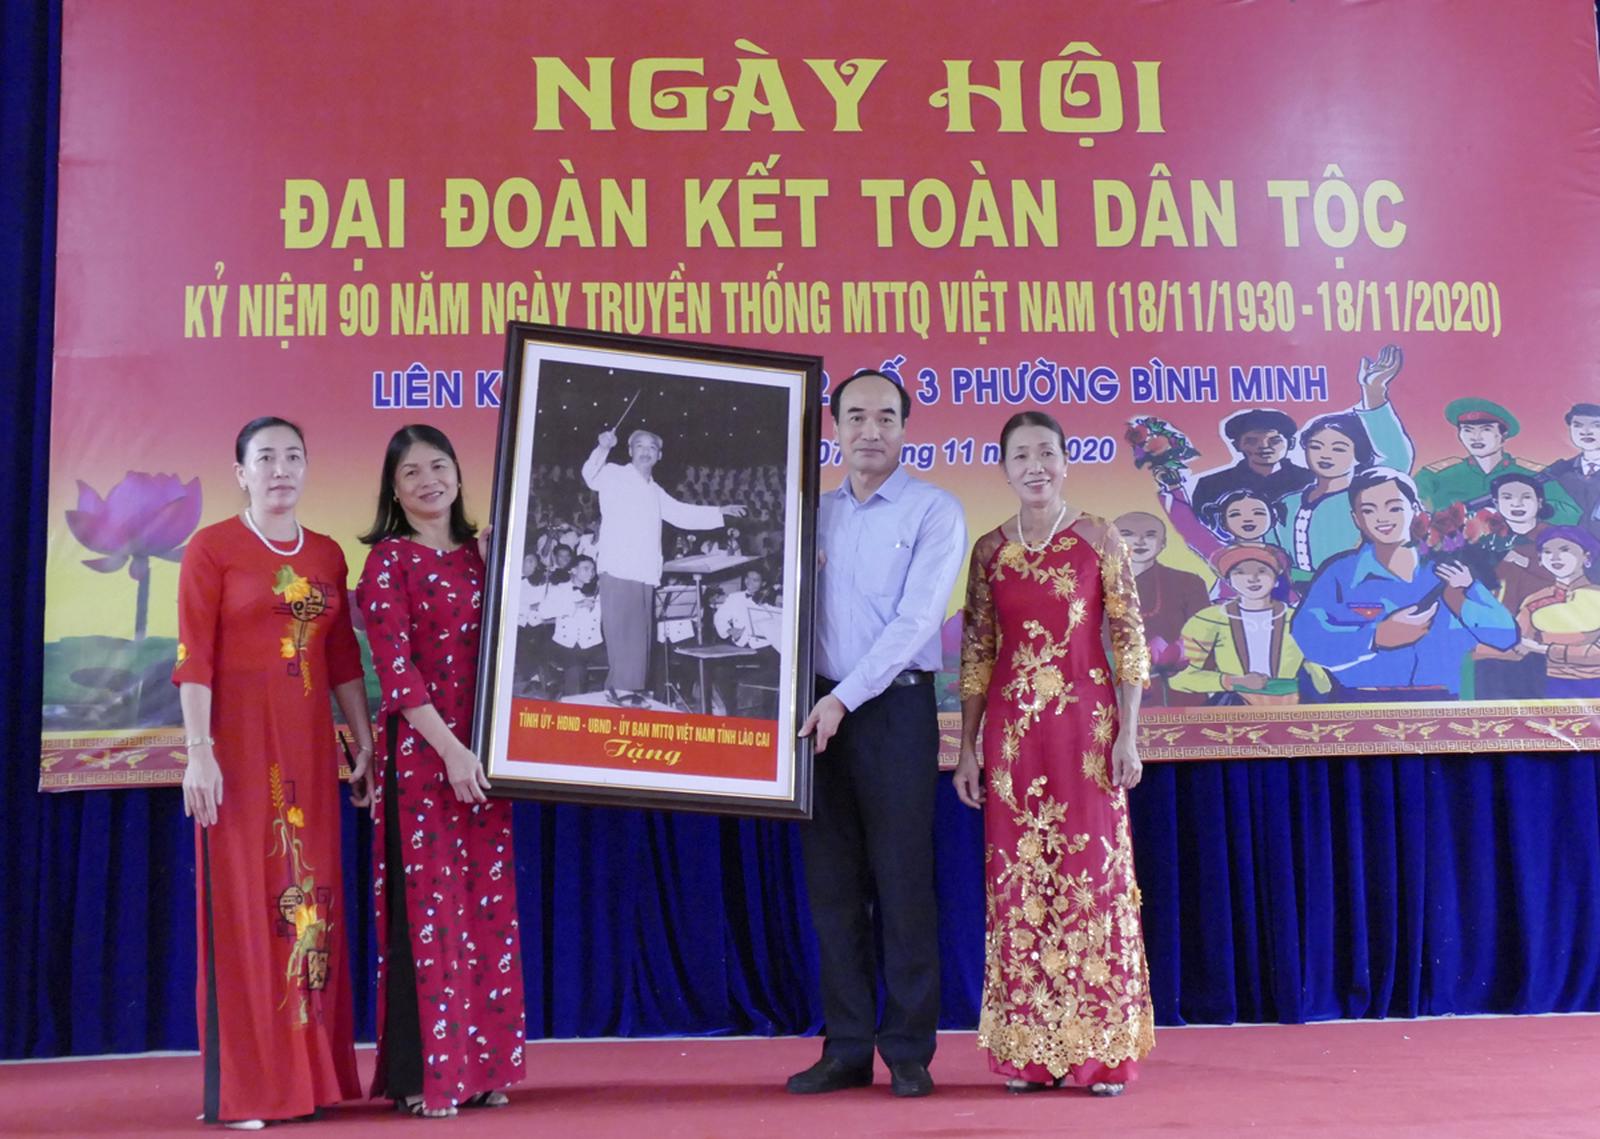 NGÀY HỘI
ĐẠI ĐOÀN KẾT TOÀN DÂN TỘC
KỶ NIỆM 90 NĂM NGÀY TRUYỀN THỐNG MTTQ VIỆT NAM (18/11/1930 - 18/11/2020)
LIÊN 3 PHƯỜNG BÌNH MINH
11 2020
TỈNH ỦY - HĐND - UBND - ỦY BAN MTTQ VIỆT NAM TỈNH LÀO CAI
Tặng